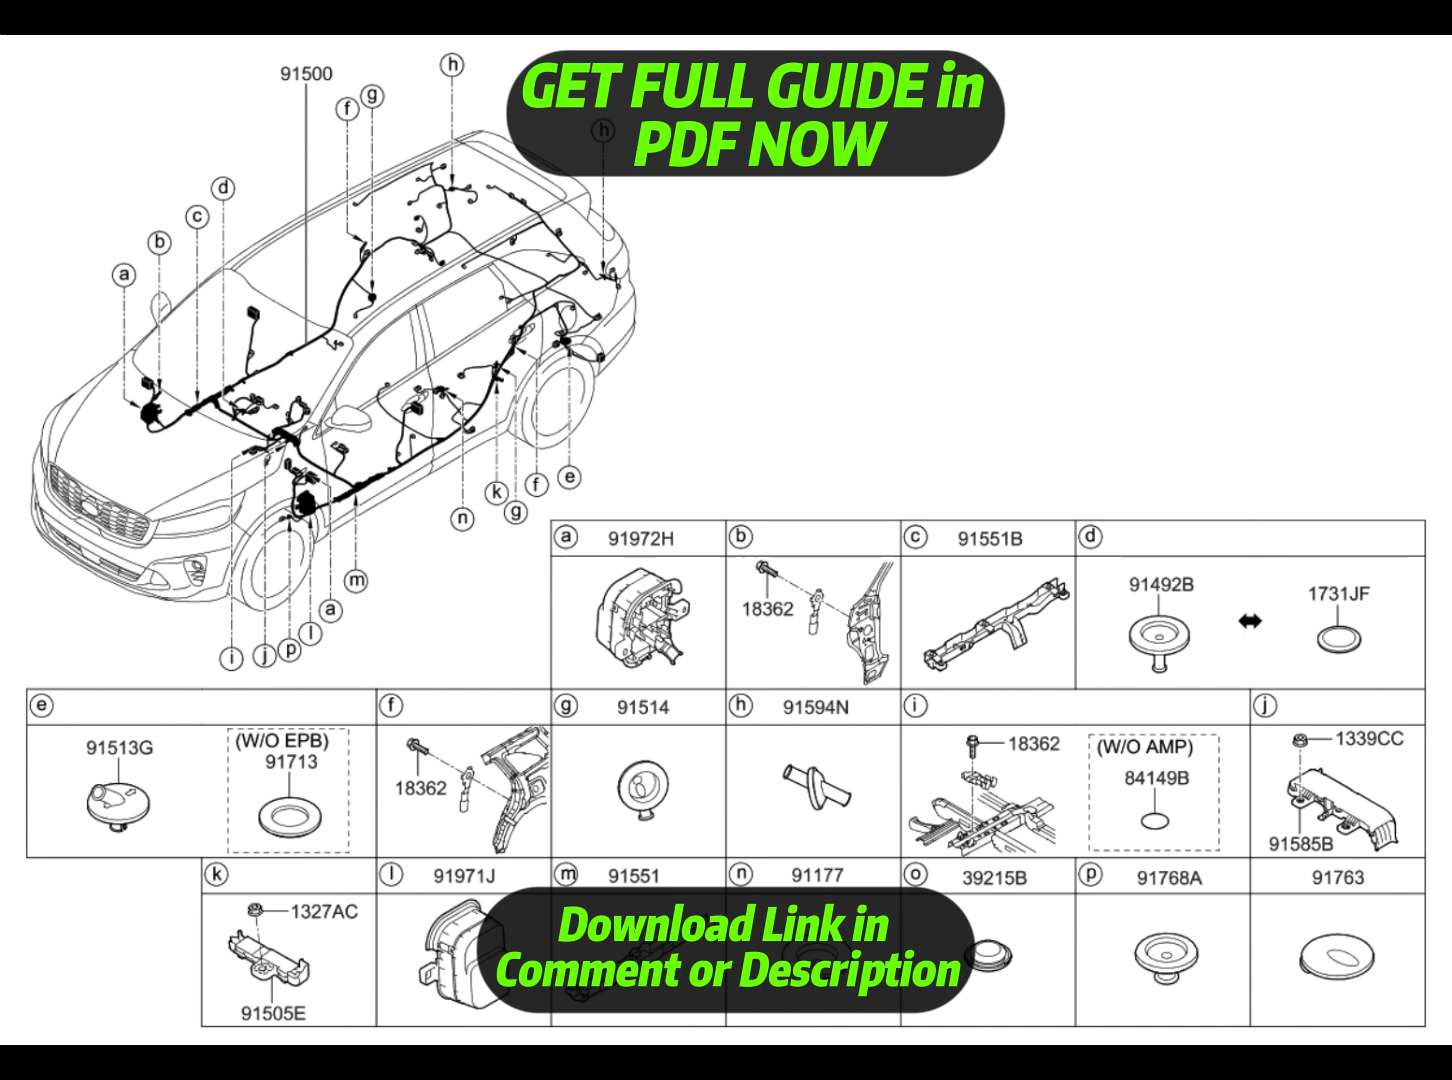 GET FULL GUIDE in
PDF NOW
91500
h
g
f
h
d
c
b
a
e
f
k
g
n
m
a
l
p
j
i
a 91972H
b
c 91551B
d
18362
91492B
1731JF
e
f
g 91514
h 91594N
i
j
91513G
(W/O EPB)
91713
18362
18362
(W/O AMP)
84149B
1339CC
91585B
k
l 91971J
m 91551
n 91177
o 39215B
p 91768A
91763
1327AC
91505E
Download Link in
Comment or Description